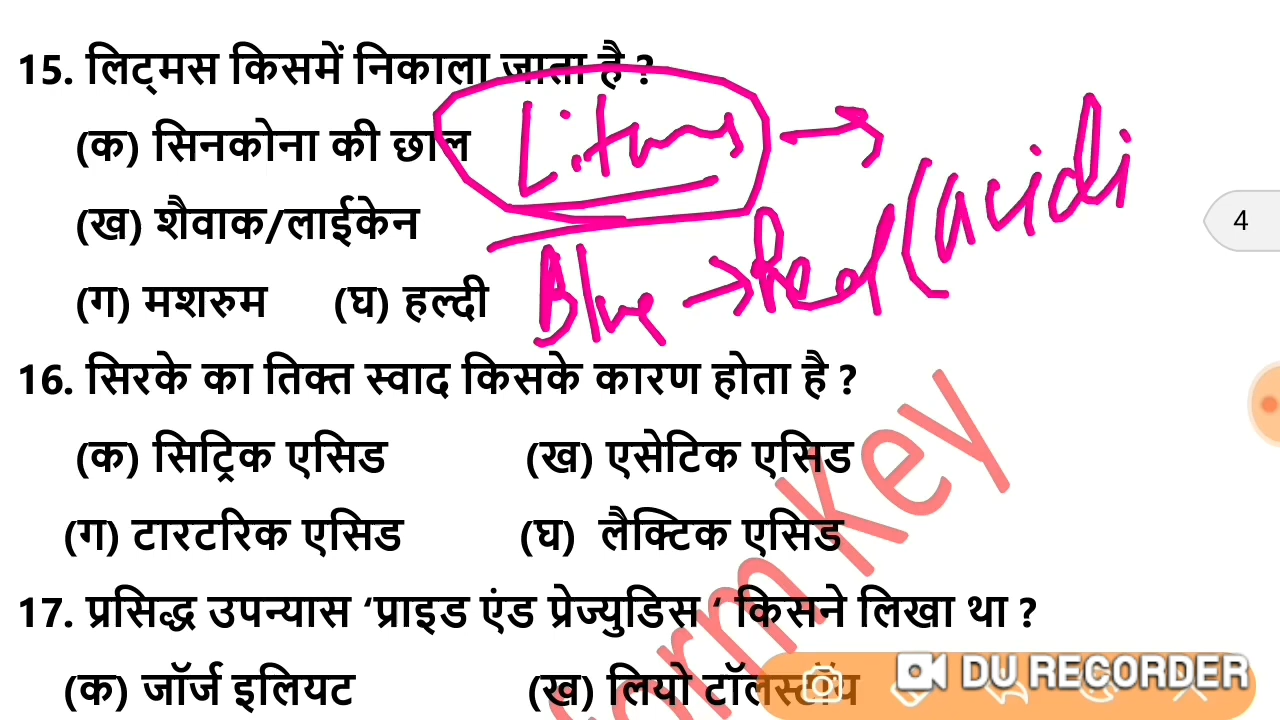 15. लिट्मस किसमें निकाला जाता है ?
(क) सिनकोना की छाल
Litmus →
(ख) शैवाक/लाईकेन
Blue → Red (acidi
4
(ग) मशरुम (घ) हल्दी
16. सिरके का तिक्त स्वाद किसके कारण होता है ?
(क) सिट्रिक एसिड (ख) एसेटिक एसिड
(ग) टारटरिक एसिड (घ) लैक्टिक एसिड
17. प्रसिद्ध उपन्यास ‘प्राइड एंड प्रेज्युडिस ‘ किसने लिखा था ?
(क) जॉर्ज इलियट (ख) लियो टॉलस्टॉय
Key
DU RECORDER